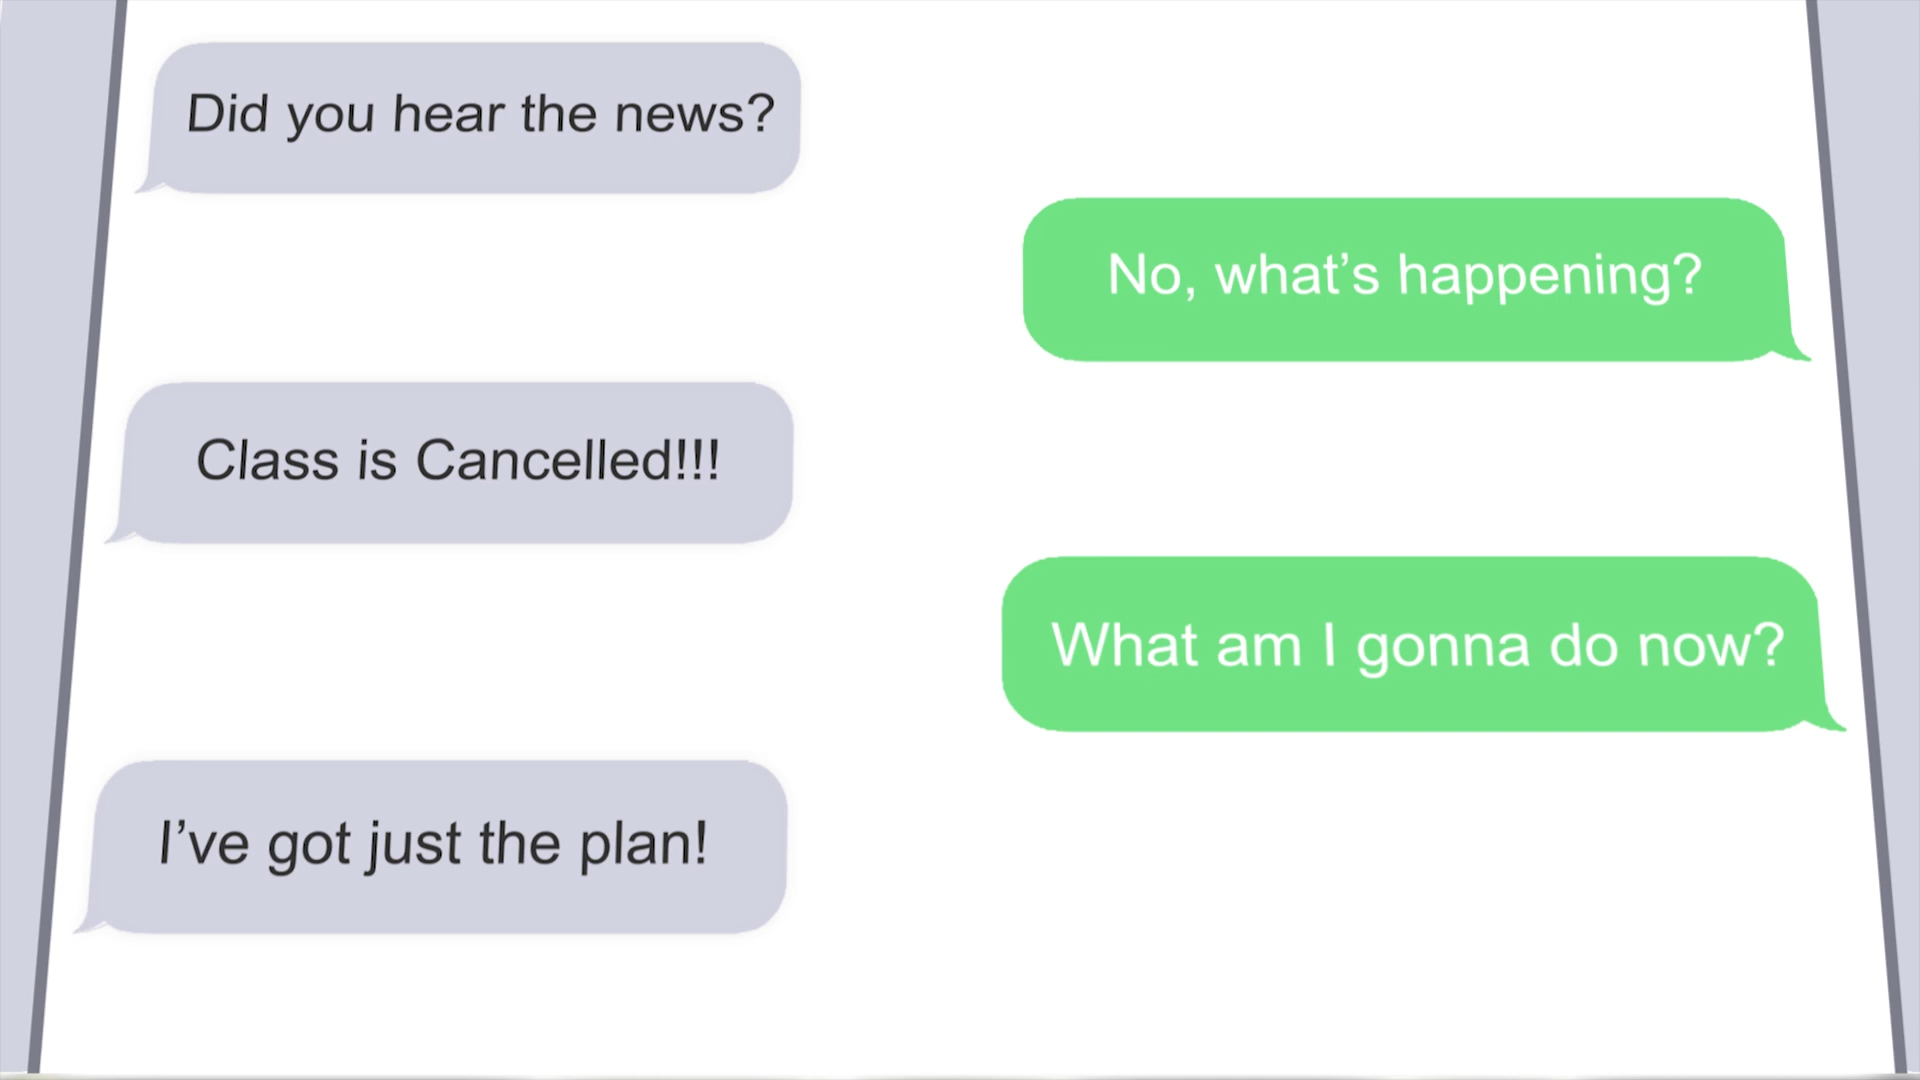 Did you hear the news?
No, what’s happening?
Class is Cancelled!!!
What am I gonna do now?
I’ve got just the plan!